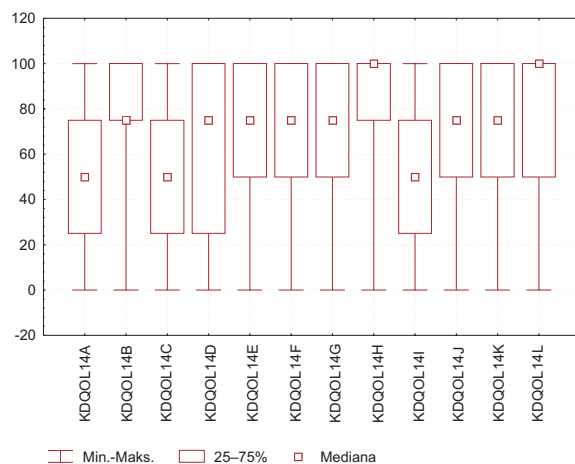 120
100
80
60
40
20
0
-20
KDQOL14A
KDQOL14B
KDQOL14C
KDQOL14D
KDQOL14E
KDQOL14F
KDQOL14G
KDQOL14H
KDQOL14I
KDQOL14J
KDQOL14K
KDQOL14L
Min.-Maks. 25–75% Mediana